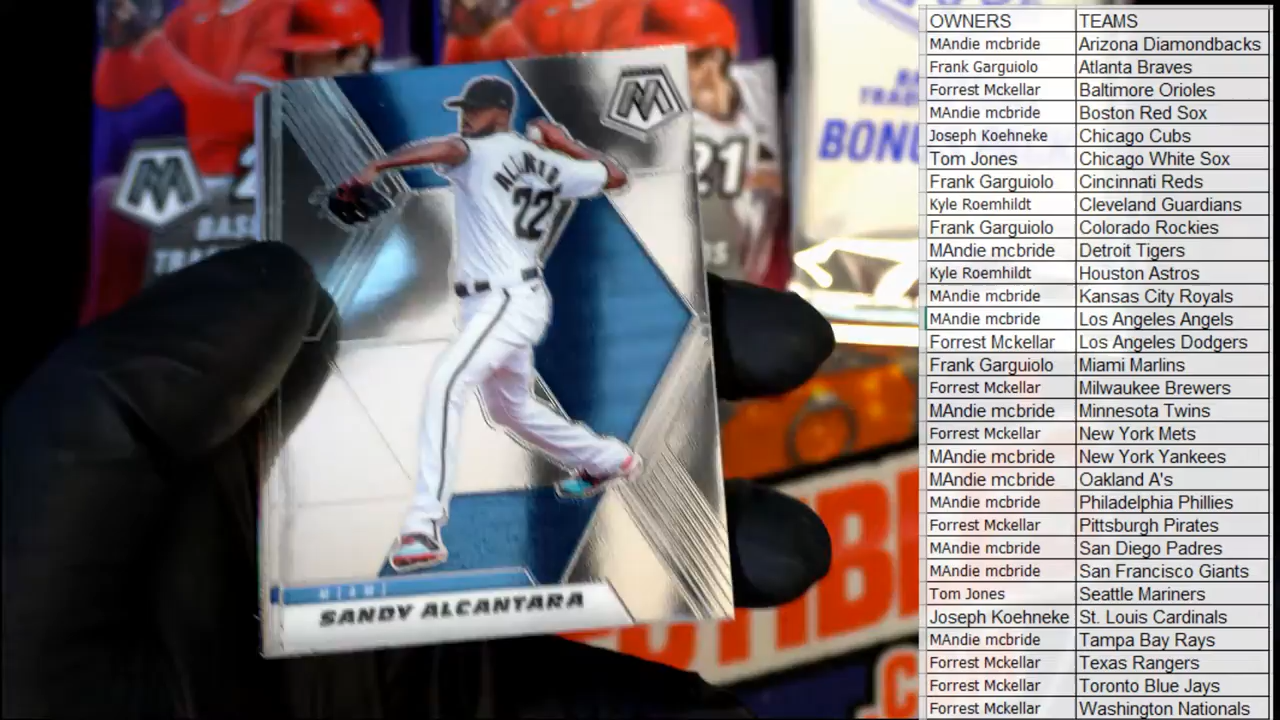 OWNERS TEAMS
MAndie mcbride Arizona Diamondbacks
Frank Garguiolo Atlanta Braves
Forrest Mckellar Baltimore Orioles
MAndie mcbride Boston Red Sox
Joseph Koehneke Chicago Cubs
Tom Jones Chicago White Sox
Frank Garguiolo Cincinnati Reds
Kyle Roemhildt Cleveland Guardians
Frank Garguiolo Colorado Rockies
MAndie mcbride Detroit Tigers
Kyle Roemhildt Houston Astros
MAndie mcbride Kansas City Royals
MAndie mcbride Los Angeles Angels
Forrest Mckellar Los Angeles Dodgers
Frank Garguiolo Miami Marlins
Forrest Mckellar Milwaukee Brewers
MAndie mcbride Minnesota Twins
Forrest Mckellar New York Mets
MAndie mcbride New York Yankees
MAndie mcbride Oakland A's
MAndie mcbride Philadelphia Phillies
Forrest Mckellar Pittsburgh Pirates
MAndie mcbride San Diego Padres
MAndie mcbride San Francisco Giants
Tom Jones Seattle Mariners
Joseph Koehneke St. Louis Cardinals
MAndie mcbride Tampa Bay Rays
Forrest Mckellar Texas Rangers
Forrest Mckellar Toronto Blue Jays
Forrest Mckellar Washington Nationals
M
22
21
SANDY ALCANTARA